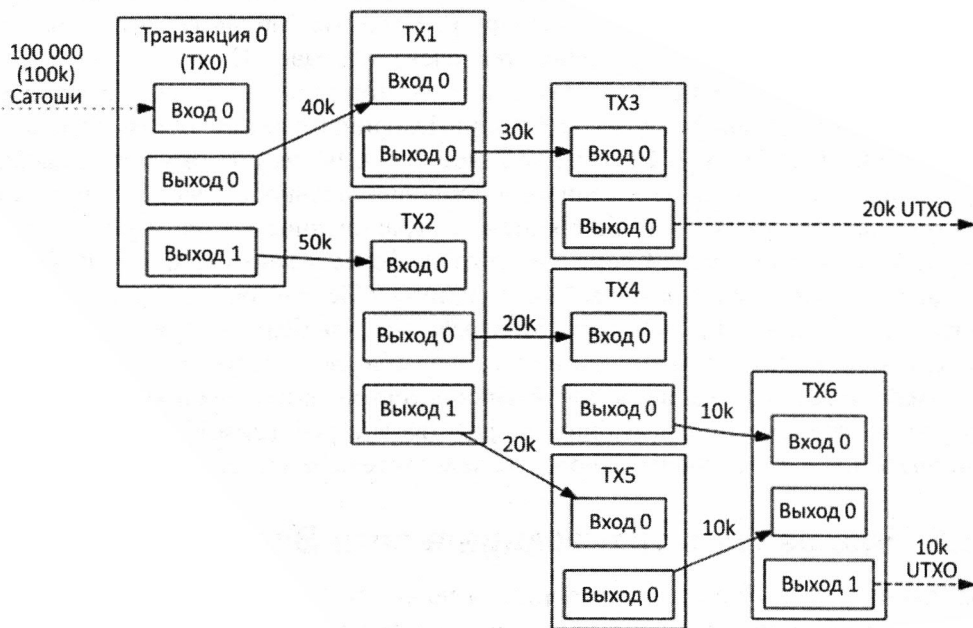 100 000
(100k)
Сатоши
Транзакция 0
(TX0)
Вход 0
Выход 0
Выход 1
40k
50k
TX1
Вход 0
Выход 0
30k
TX2
Вход 0
Выход 0
Выход 1
20k
20k
TX3
Вход 0
Выход 0
20k UTXO
TX4
Вход 0
Выход 0
10k
TX5
Вход 0
Выход 0
10k
TX6
Вход 0
Выход 0
Выход 1
10k
UTXO